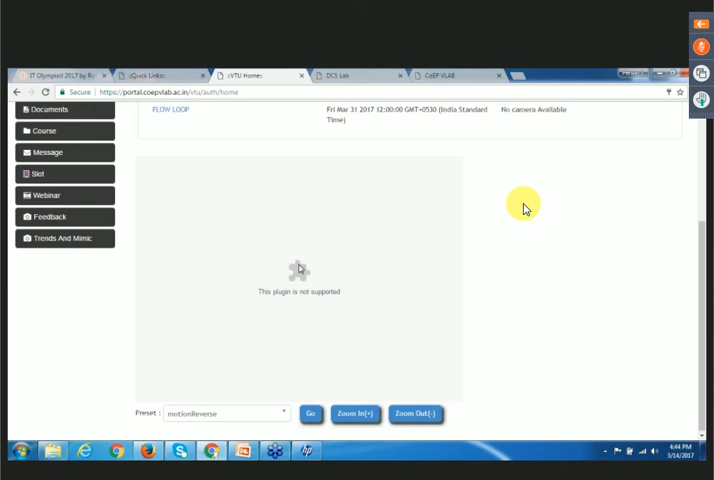 IT Olympiad 2017 by Ro
eQuick Links:
eVTU Home:
DCS Lab
CoEP VLAB
Secure
https://portal.coepvlab.ac.in/vtu/auth/home
Documents
FLOW LOOP
Fri Mar 31 2017 12:00:00 GMT+0530 (India Standard
Time)
No camera Available
Course
Message
Slot
Webinar
Feedback
Trends And Mimic
This plugin is not supported
Preset :
motionReverse
Go
Zoom In(+)
Zoom Out(-)
4:44 PM
3/14/2017